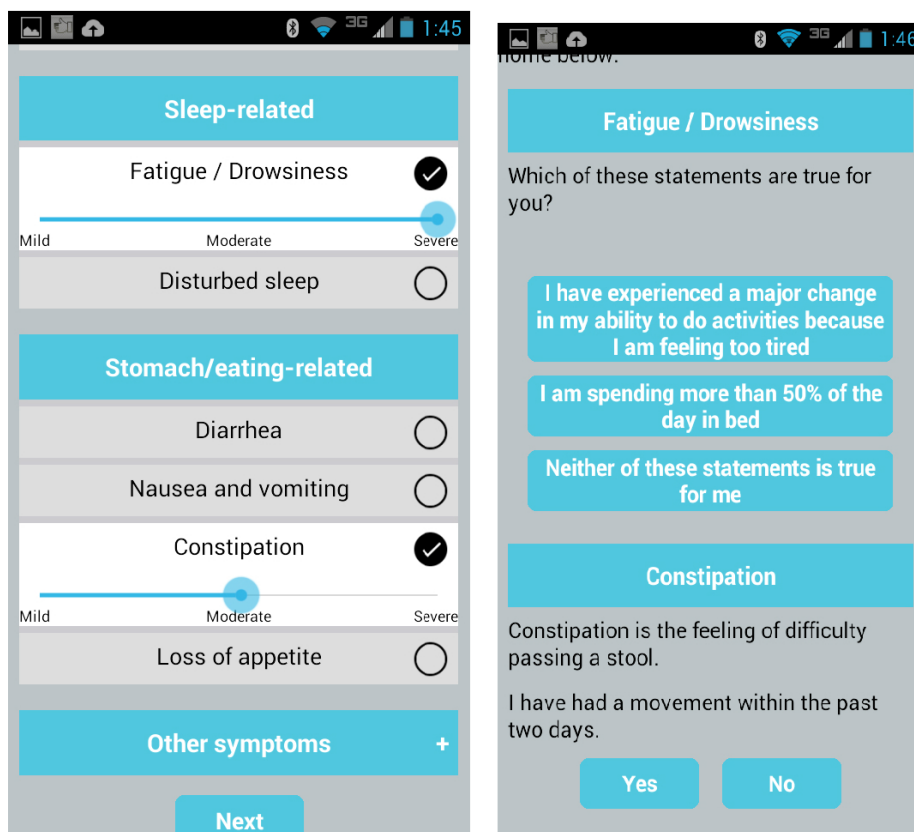 3G 1:45
Sleep-related
Fatigue / Drowsiness
Mild Moderate Severe
Disturbed sleep
Stomach/eating-related
Diarrhea
Nausea and vomiting
Constipation
Mild Moderate Severe
Loss of appetite
Other symptoms +
Next
3G 1:46
home below.
Fatigue / Drowsiness
Which of these statements are true for
you?
I have experienced a major change
in my ability to do activities because
I am feeling too tired
I am spending more than 50% of the
day in bed
Neither of these statements is true
for me
Constipation
Constipation is the feeling of difficulty
passing a stool.
I have had a movement within the past
two days.
Yes No